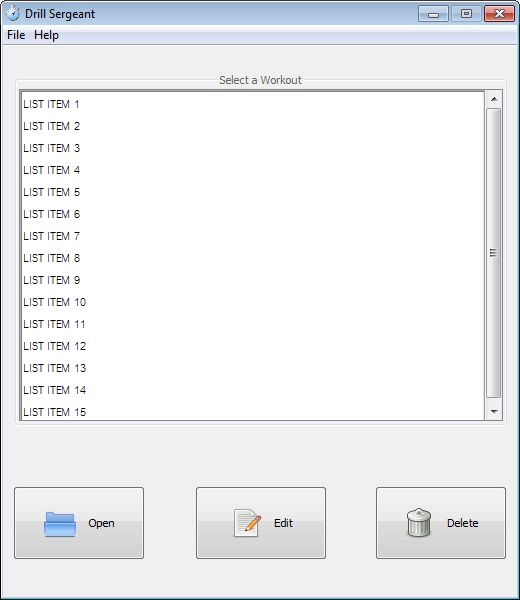 Drill Sergeant
File Help
Select a Workout
LIST ITEM 1
LIST ITEM 2
LIST ITEM 3
LIST ITEM 4
LIST ITEM 5
LIST ITEM 6
LIST ITEM 7
LIST ITEM 8
LIST ITEM 9
LIST ITEM 10
LIST ITEM 11
LIST ITEM 12
LIST ITEM 13
LIST ITEM 14
LIST ITEM 15
Open Edit Delete